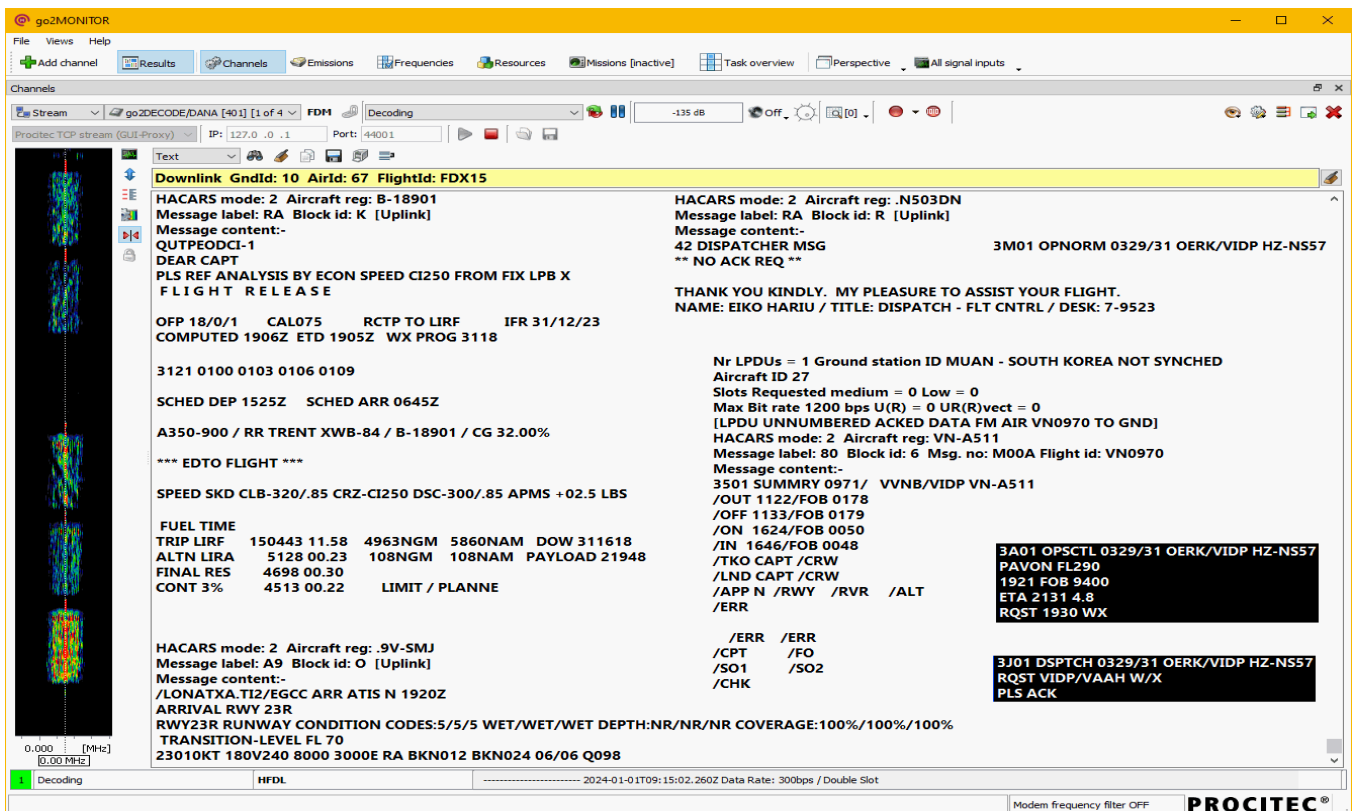 go2MONITOR
File Views Help
Add channel Results Channels Emissions Frequencies Resources Missions [inactive] Task overview Perspective All signal inputs
Channels
Stream go2DECODE/DANA [401] [1 of 4 FDM Decoding -135 dB Off [0]
Procitec TCP stream (GUI-Proxy) IP: 127.0 .0 .1 Port: 44001
Text
Downlink GndId: 10 AirId: 67 FlightId: FDX15
HACARS mode: 2 Aircraft reg: B-18901
Message label: RA Block id: K [Uplink]
Message content:-
QUTPEODCI-1
DEAR CAPT
PLS REF ANALYSIS BY ECON SPEED CI250 FROM FIX LPB X
F L I G H T R E L E A S E
OFP 18/0/1 CAL075 RCTP TO LIRF IFR 31/12/23
COMPUTED 1906Z ETD 1905Z WX PROG 3118
3121 0100 0103 0106 0109
SCHED DEP 1525Z SCHED ARR 0645Z
A350-900 / RR TRENT XWB-84 / B-18901 / CG 32.00%
*** EDTO FLIGHT ***
SPEED SKD CLB-320/.85 CRZ-CI250 DSC-300/.85 APMS +02.5 LBS
FUEL TIME
TRIP LIRF 150443 11.58 4963NGM 5860NAM DOW 311618
ALTN LIRA 5128 00.23 108NGM 108NAM PAYLOAD 21948
FINAL RES 4698 00.30
CONT 3% 4513 00.22 LIMIT / PLANNE
HACARS mode: 2 Aircraft reg: .9V-SMJ
Message label: A9 Block id: O [Uplink]
Message content:-
/LONATXA.TI2/EGCC ARR ATIS N 1920Z
ARRIVAL RWY 23R
RWY23R RUNWAY CONDITION CODES:5/5/5 WET/WET/WET DEPTH:NR/NR/NR COVERAGE:100%/100%/100%
TRANSITION-LEVEL FL 70
23010KT 180V240 8000 3000E RA BKN012 BKN024 06/06 Q098
HACARS mode: 2 Aircraft reg: .N503DN
Message label: RA Block id: R [Uplink]
Message content:-
42 DISPATCHER MSG
** NO ACK REQ **
3M01 OPNORM 0329/31 OERK/VIDP HZ-NS57
THANK YOU KINDLY. MY PLEASURE TO ASSIST YOUR FLIGHT.
NAME: EIKO HARIU / TITLE: DISPATCH - FLT CNTRL / DESK: 7-9523
Nr LPDUs = 1 Ground station ID MUAN - SOUTH KOREA NOT SYNCHED
Aircraft ID 27
Slots Requested medium = 0 Low = 0
Max Bit rate 1200 bps U(R) = 0 UR(R)vect = 0
[LPDU UNNUMBERED ACKED DATA FM AIR VN0970 TO GND]
HACARS mode: 2 Aircraft reg: VN-A511
Message label: 80 Block id: 6 Msg. no: M00A Flight id: VN0970
Message content:-
3501 SUMMRY 0971/ VVNB/VIDP VN-A511
/OUT 1122/FOB 0178
/OFF 1133/FOB 0179
/ON 1624/FOB 0050
/IN 1646/FOB 0048
/TKO CAPT /CRW
/LND CAPT /CRW
/APP N /RWY /RVR /ALT
/ERR
/ERR /ERR
/CPT /FO
/SO1 /SO2
/CHK
3A01 OPSCTL 0329/31 OERK/VIDP HZ-NS57
PAVON FL290
1921 FOB 9400
ETA 2131 4.8
RQST 1930 WX
3J01 DSPTCH 0329/31 OERK/VIDP HZ-NS57
RQST VIDP/VAAH W/X
PLS ACK
0.000 [MHz]
0.00 MHz
1 Decoding HFDL ------------------------ 2024-01-01T09:15:02.260Z Data Rate: 300bps / Double Slot
Modem frequency filter OFF PROCITEC®